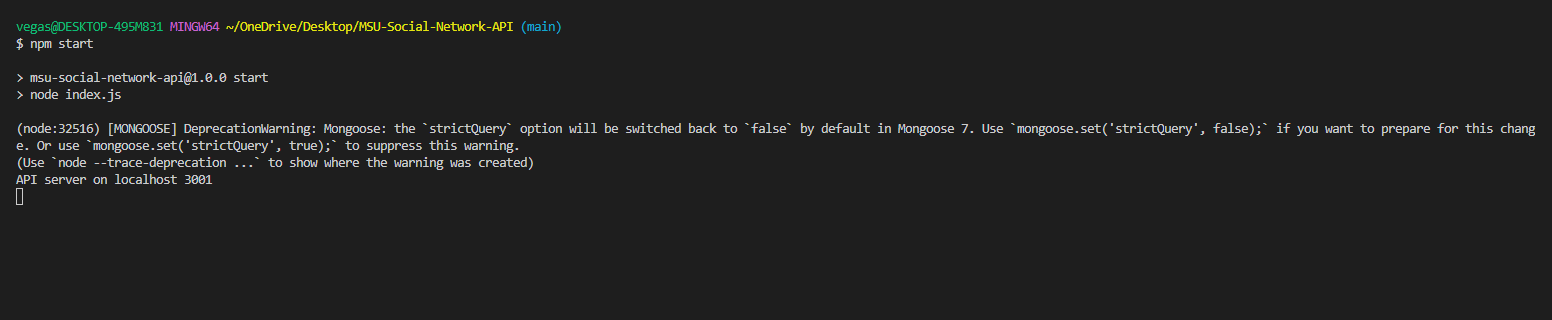 vegas@DESKTOP-495M831 MINGW64 ~/OneDrive/Desktop/MSU-Social-Network-API (main)
$ npm start
> msu-social-network-api@1.0.0 start
> node index.js
(node:32516) [MONGOOSE] DeprecationWarning: Mongoose: the `strictQuery` option will be switched back to `false` by default in Mongoose 7. Use `mongoose.set('strictQuery', false);` if you want to prepare for this chang
e. Or use `mongoose.set('strictQuery', true);` to suppress this warning.
(Use `node --trace-deprecation ...` to show where the warning was created)
API server on localhost 3001